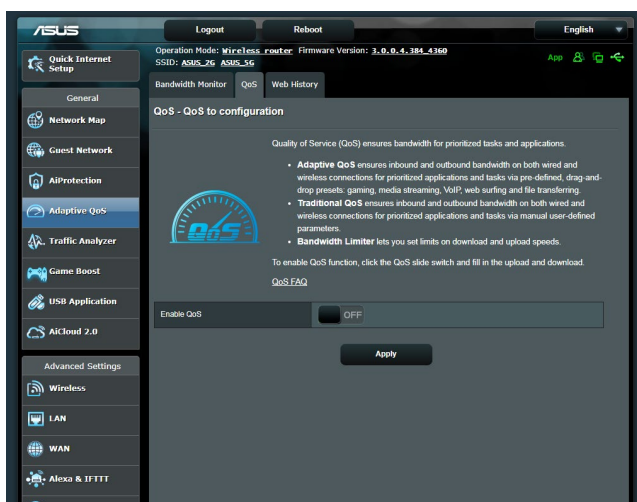 ASUS
Logout
Reboot
English
Operation Mode: Wireless router Firmware Version: 3.0.0.4.384_4360
SSID: ASUS_2G ASUS_5G
App
Quick Internet
Setup
General
Network Map
Guest Network
AiProtection
Adaptive QoS
Traffic Analyzer
Game Boost
USB Application
AiCloud 2.0
Advanced Settings
Wireless
LAN
WAN
Alexa & IFTTT
Bandwidth Monitor
QoS
Web History
QoS - QoS to configuration
QoS
Quality of Service (QoS) ensures bandwidth for prioritized tasks and applications.
• Adaptive QoS ensures inbound and outbound bandwidth on both wired and
wireless connections for prioritized applications and tasks via pre-defined, drag-and-
drop presets: gaming, media streaming, VoIP, web surfing and file transferring.
• Traditional QoS ensures inbound and outbound bandwidth on both wired and
wireless connections for prioritized applications and tasks via manual user-defined
parameters.
• Bandwidth Limiter lets you set limits on download and upload speeds.
To enable QoS function, click the QoS slide switch and fill in the upload and download.
QoS FAQ
Enable QoS
OFF
Apply